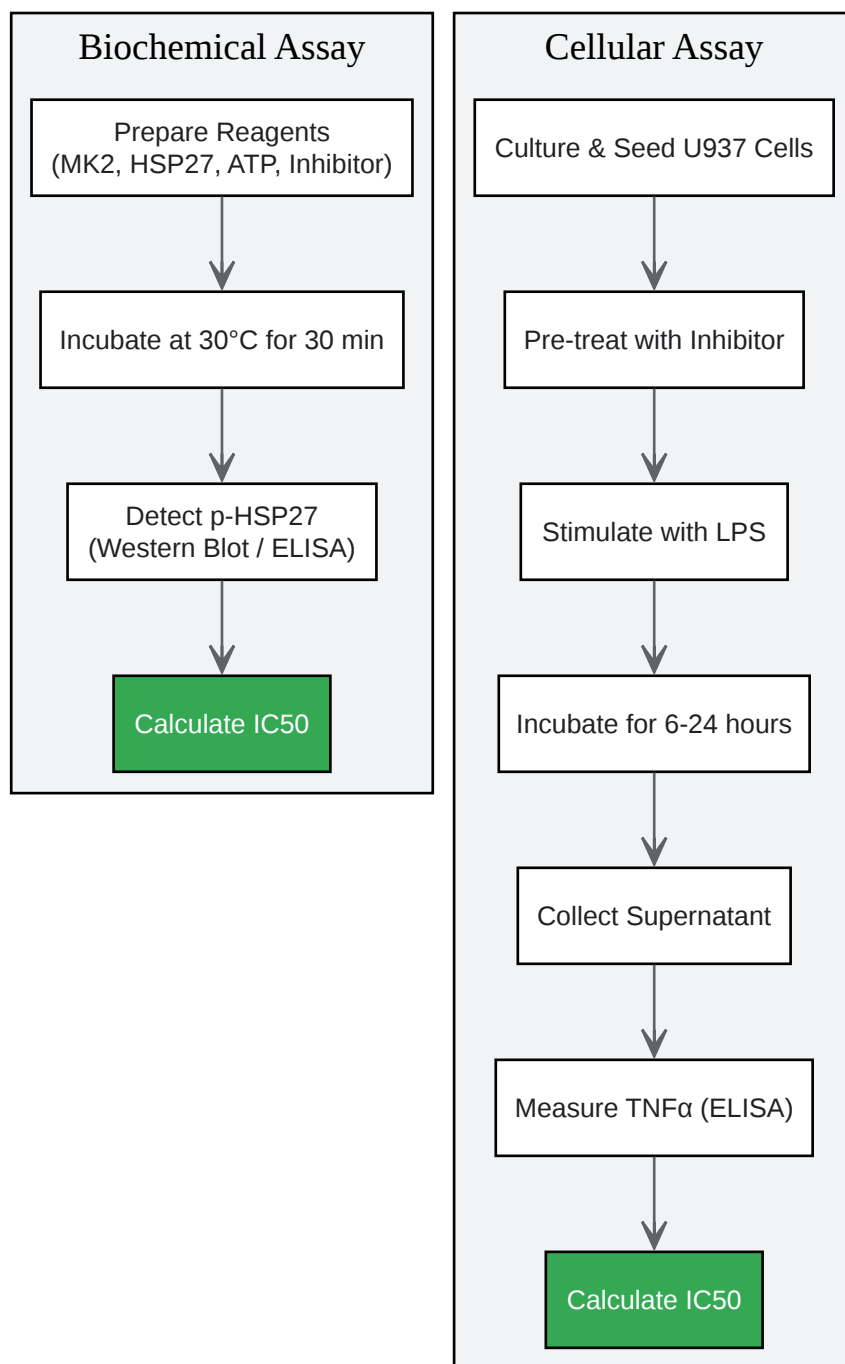 Biochemical Assay
Prepare Reagents
(MK2, HSP27, ATP, Inhibitor)
Incubate at 30°C for 30 min
Detect p-HSP27
(Western Blot / ELISA)
Calculate IC50
Cellular Assay
Culture & Seed U937 Cells
Pre-treat with Inhibitor
Stimulate with LPS
Incubate for 6-24 hours
Collect Supernatant
Measure TNFα (ELISA)
Calculate IC50